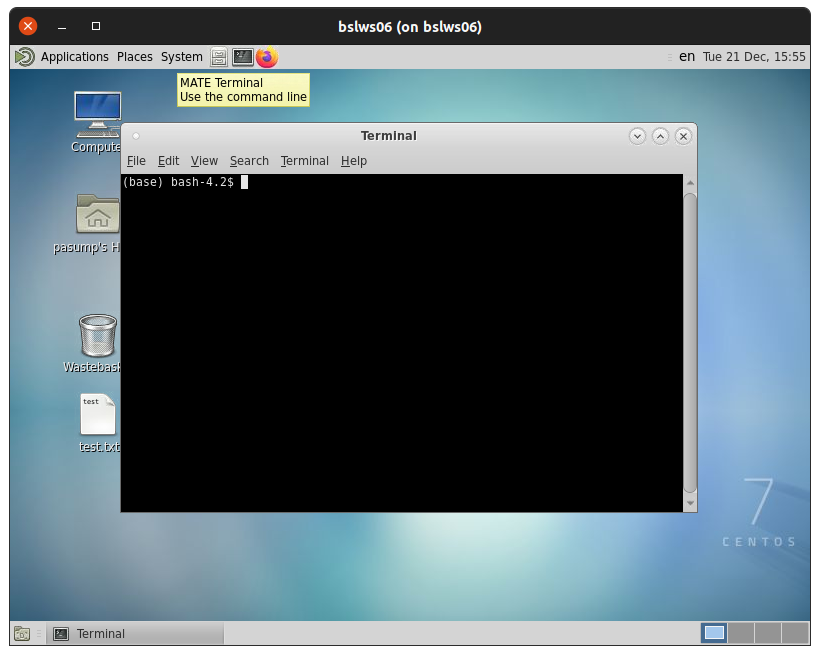 bslws06 (on bslws06)
Applications Places System en Tue 21 Dec, 15:55
MATE Terminal
Use the command line
Compute
pasump's H
Wastebask
test
test.txt
Terminal
File Edit View Search Terminal Help
(base) bash-4.2$
7
CENTOS
Terminal